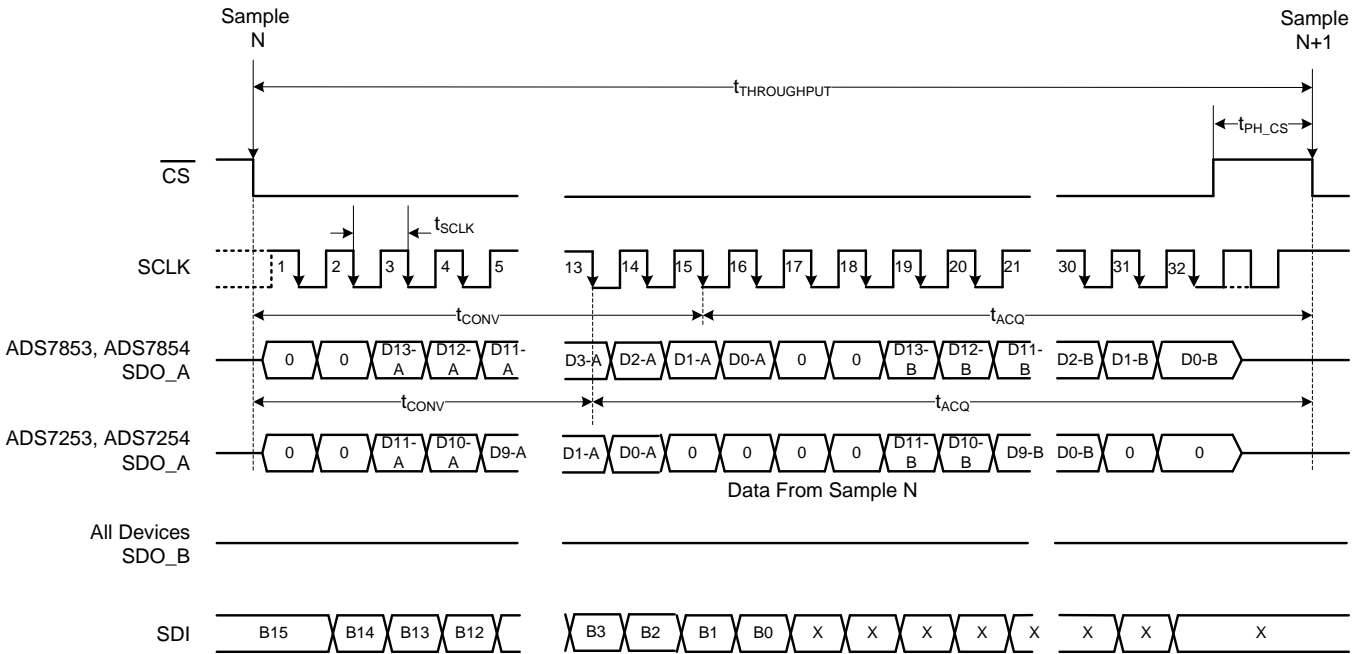 Sample
N
Sample
N+1
tTHROUGHPUT
tPH_CS
CS
tSCLK
SCLK
1 2 3 4 5 13 14 15 16 17 18 19 20 21 30 31 32
tCONV tACQ
ADS7853, ADS7854
SDO_A
0 0 D13-A D12-A D11-A D3-A D2-A D1-A D0-A 0 0 D13-B D12-B D11-B D2-B D1-B D0-B
tCONV tACQ
ADS7253, ADS7254
SDO_A
0 0 D11-A D10-A D9-A D1-A D0-A 0 0 0 0 D11-B D10-B D9-B D0-B 0 0
Data From Sample N
All Devices
SDO_B
SDI
B15 B14 B13 B12 B3 B2 B1 B0 X X X X X X X X